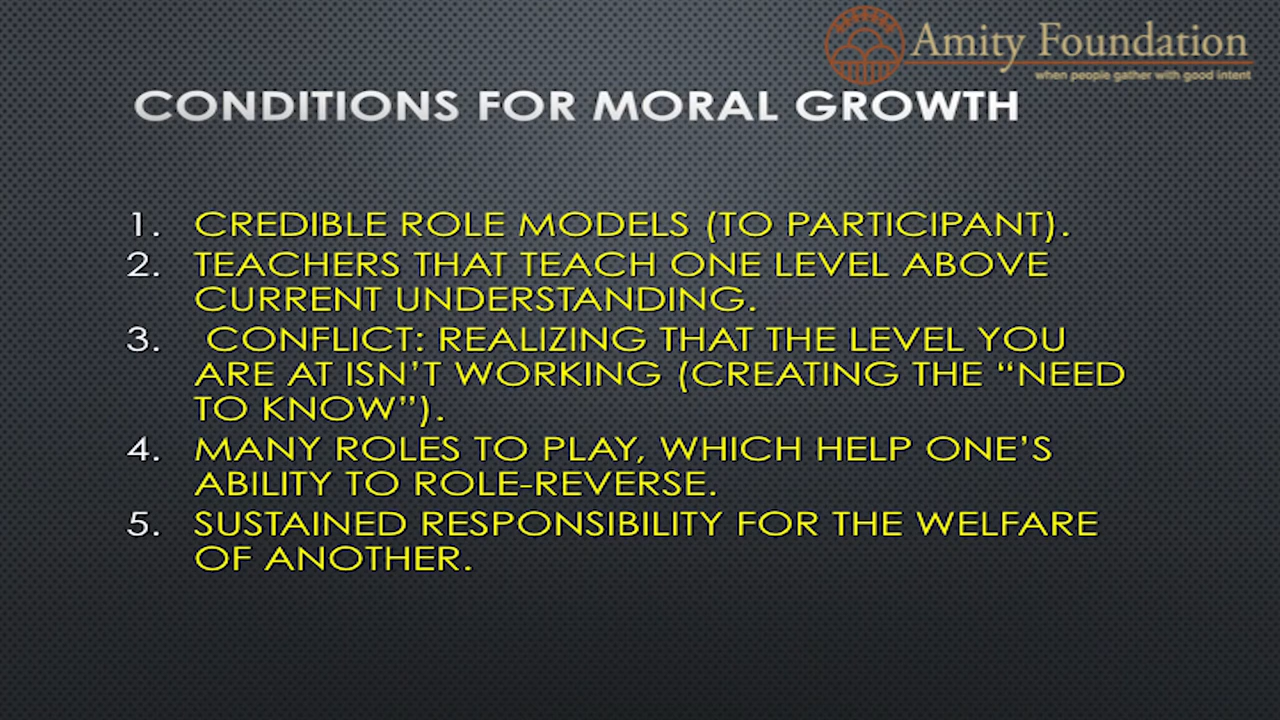 Amity Foundation
when people gather with good intent
CONDITIONS FOR MORAL GROWTH
1. CREDIBLE ROLE MODELS (TO PARTICIPANT).
2. TEACHERS THAT TEACH ONE LEVEL ABOVE
CURRENT UNDERSTANDING.
3. CONFLICT: REALIZING THAT THE LEVEL YOU
ARE AT ISN’T WORKING (CREATING THE “NEED
TO KNOW”).
4. MANY ROLES TO PLAY, WHICH HELP ONE’S
ABILITY TO ROLE-REVERSE.
5. SUSTAINED RESPONSIBILITY FOR THE WELFARE
OF ANOTHER.